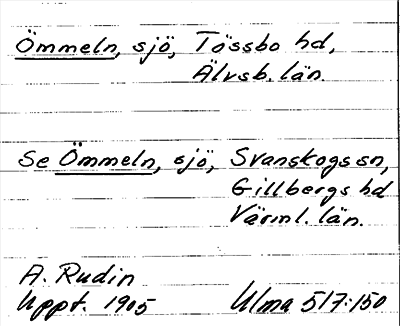 Ömmeln, sjö, Tössbo hd,
Älvsb. län.
Se Ömmeln, sjö, Svanskogs sn,
Gillbergs hd
Värml. län.
A. Rudin
Uppt. 1905 Ulma 517:150